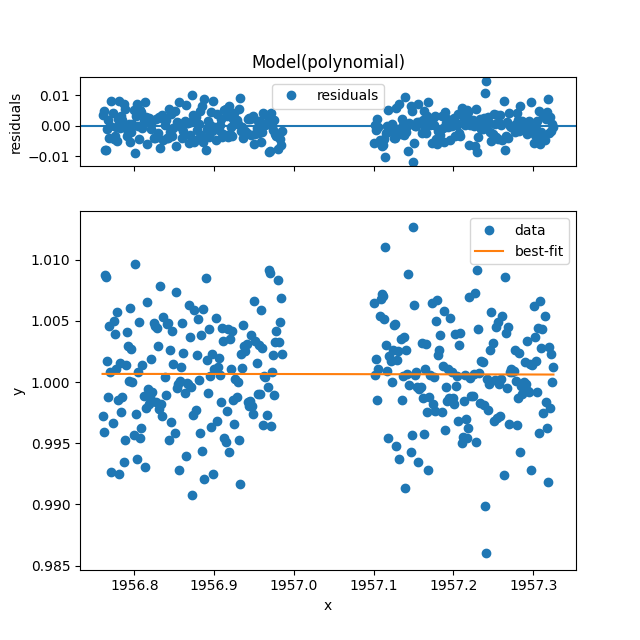 Model(polynomial)
residuals
0.01
0.00
−0.01
residuals
data
best-fit
y
1.010
1.005
1.000
0.995
0.990
0.985
1956.8 1956.9 1957.0 1957.1 1957.2 1957.3
x